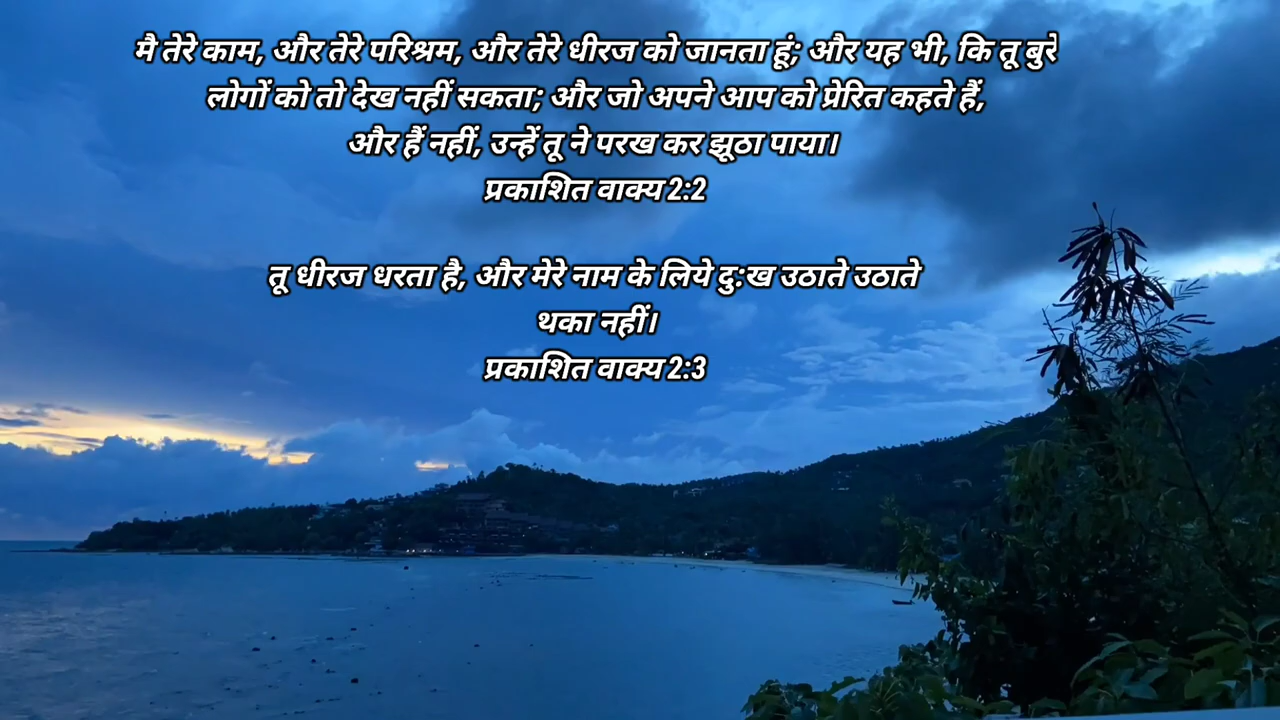 मै तेरे काम, और तेरे परिश्रम, और तेरे धीरज को जानता हूं; और यह भी, कि तू बुरे
लोगों को तो देख नहीं सकता; और जो अपने आप को प्रेरित कहते हैं,
और हैं नहीं, उन्हें तू ने परख कर झूठा पाया।
प्रकाशित वाक्य 2:2
तू धीरज धरता है, और मेरे नाम के लिये दु:ख उठाते उठाते
थका नहीं।
प्रकाशित वाक्य 2:3